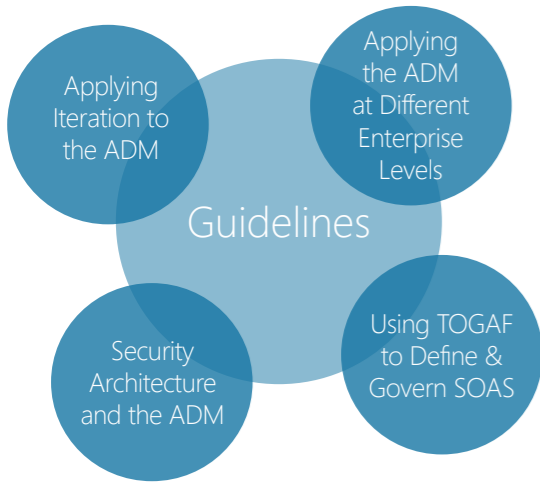 Applying
Iteration to
the ADM
Applying
the ADM
at Different
Enterprise
Levels
Guidelines
Security
Architecture
and the ADM
Using TOGAF
to Define &
Govern SOAS